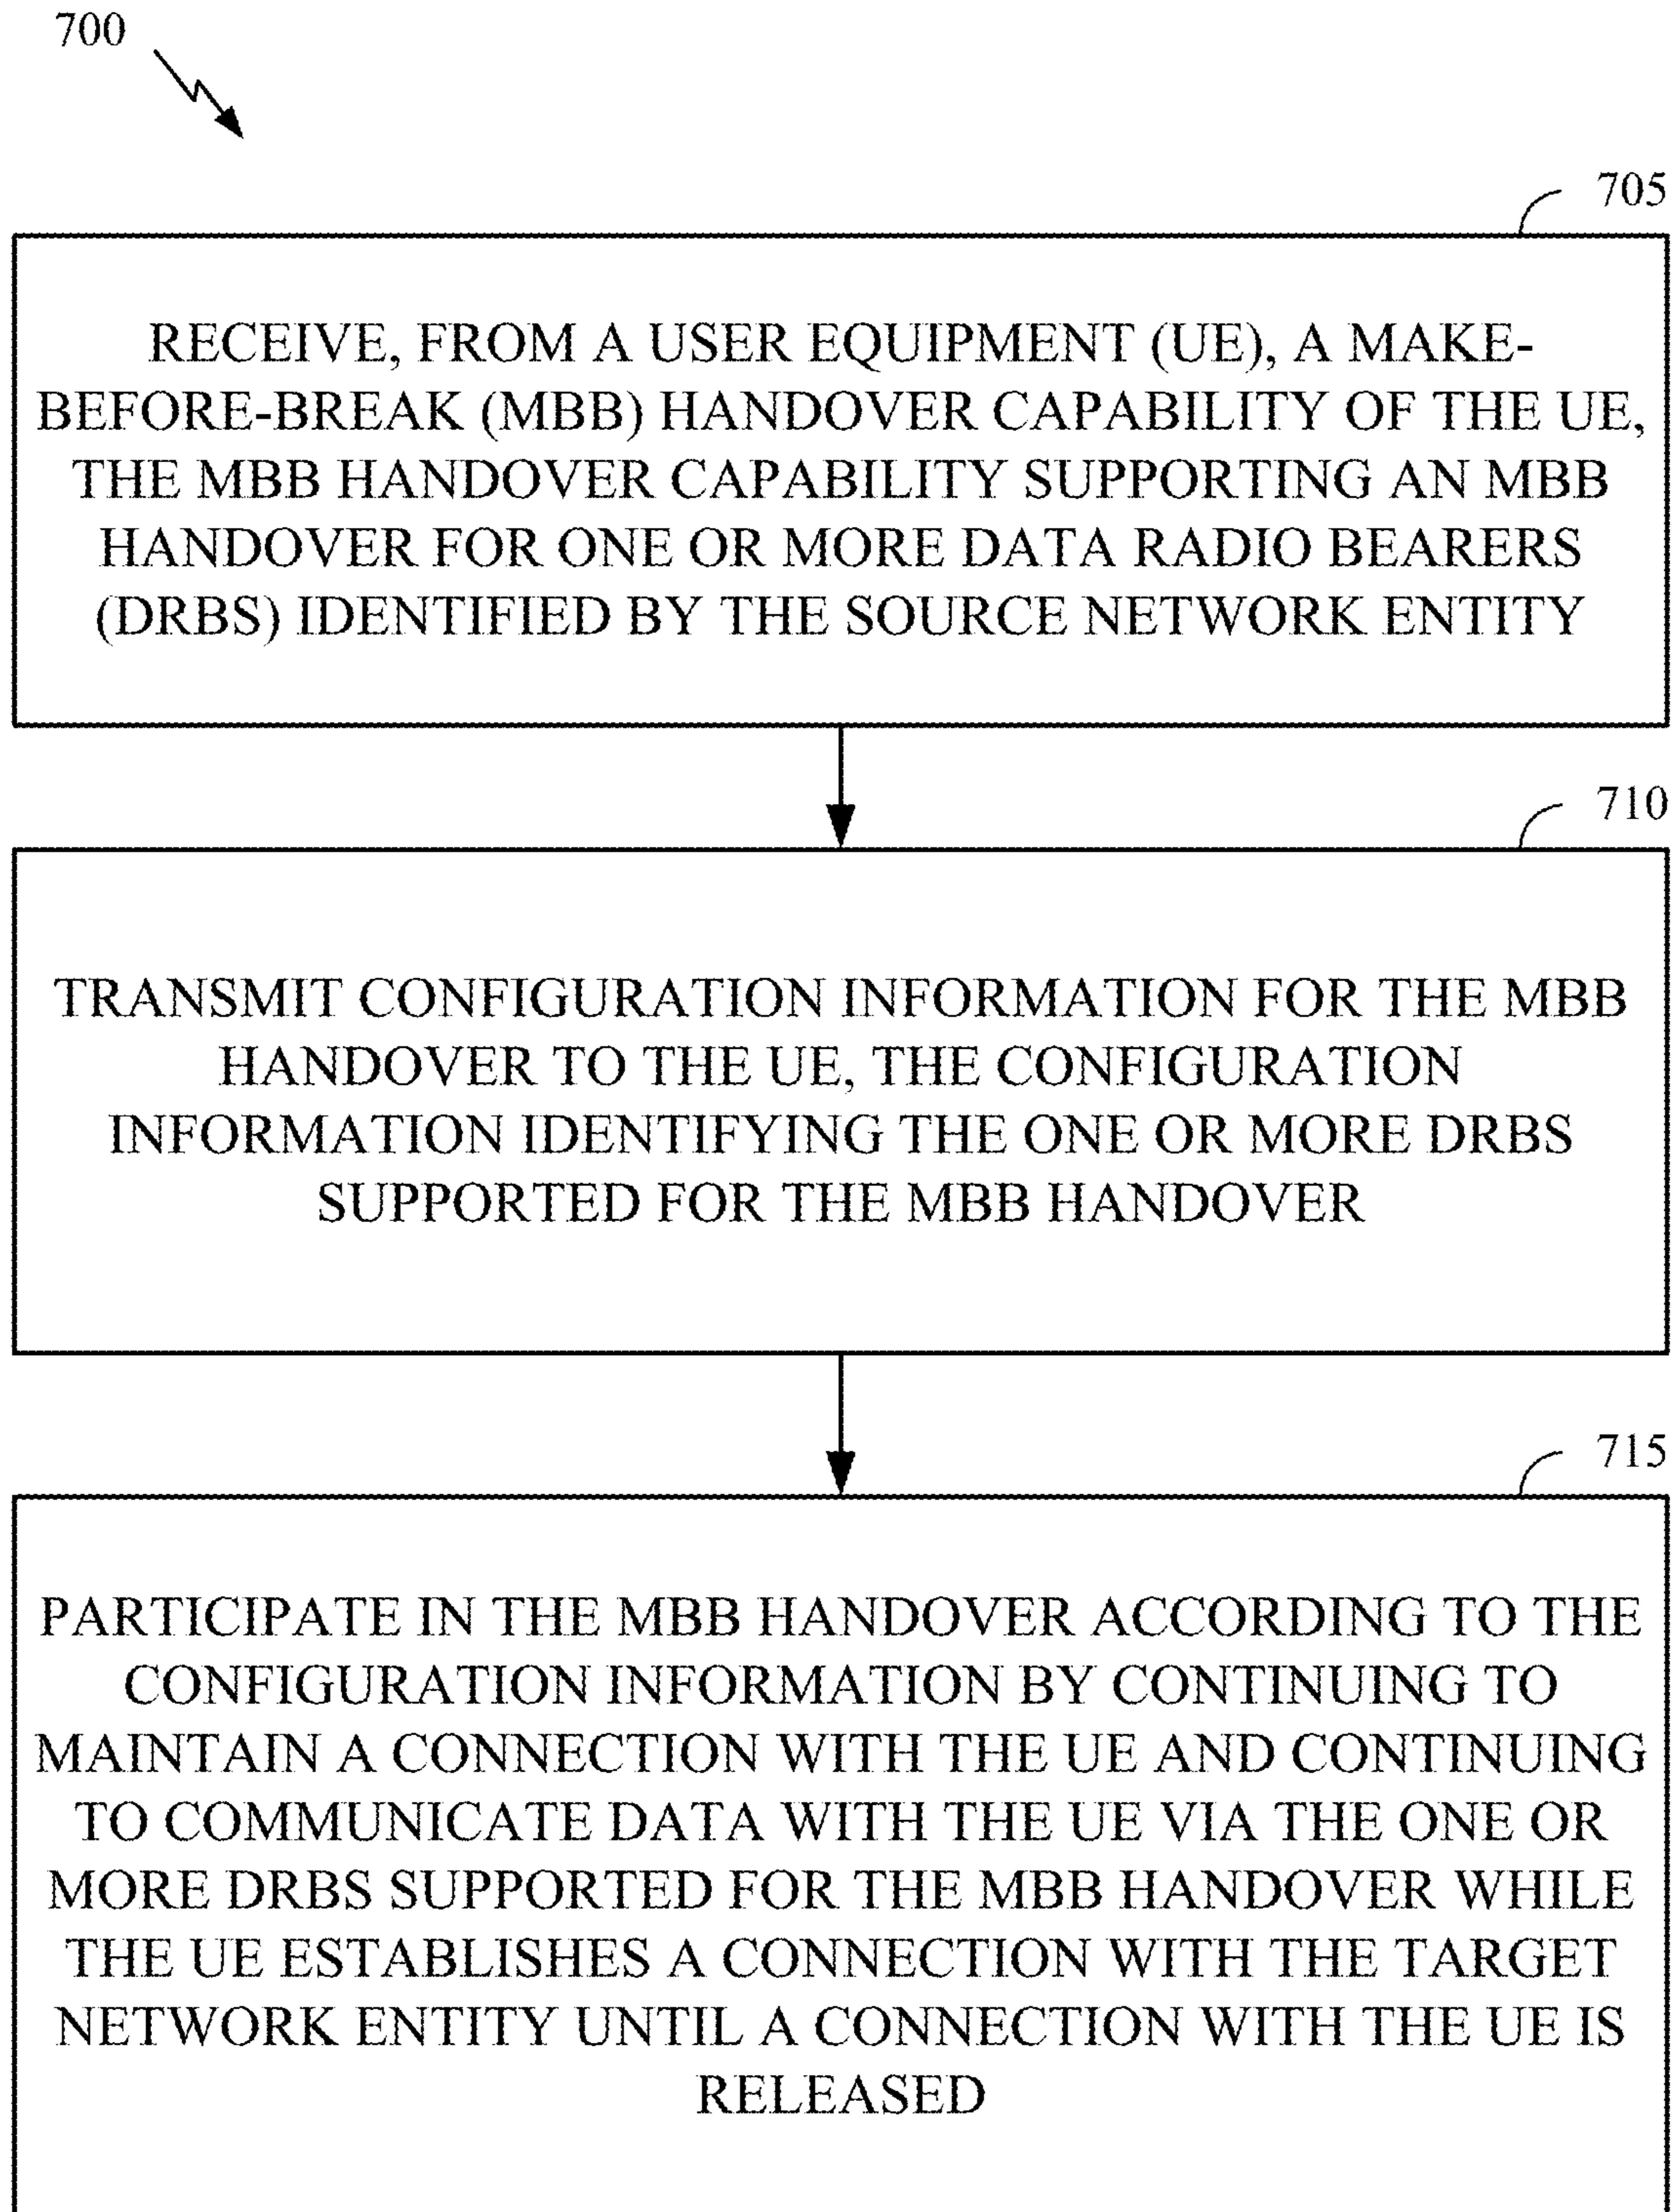 700
705
RECEIVE, FROM A USER EQUIPMENT (UE), A MAKE-
BEFORE-BREAK (MBB) HANDOVER CAPABILITY OF THE UE,
THE MBB HANDOVER CAPABILITY SUPPORTING AN MBB
HANDOVER FOR ONE OR MORE DATA RADIO BEARERS
(DRBS) IDENTIFIED BY THE SOURCE NETWORK ENTITY
710
TRANSMIT CONFIGURATION INFORMATION FOR THE MBB
HANDOVER TO THE UE, THE CONFIGURATION
INFORMATION IDENTIFYING THE ONE OR MORE DRBS
SUPPORTED FOR THE MBB HANDOVER
715
PARTICIPATE IN THE MBB HANDOVER ACCORDING TO THE
CONFIGURATION INFORMATION BY CONTINUING TO
MAINTAIN A CONNECTION WITH THE UE AND CONTINUING
TO COMMUNICATE DATA WITH THE UE VIA THE ONE OR
MORE DRBS SUPPORTED FOR THE MBB HANDOVER WHILE
THE UE ESTABLISHES A CONNECTION WITH THE TARGET
NETWORK ENTITY UNTIL A CONNECTION WITH THE UE IS
RELEASED